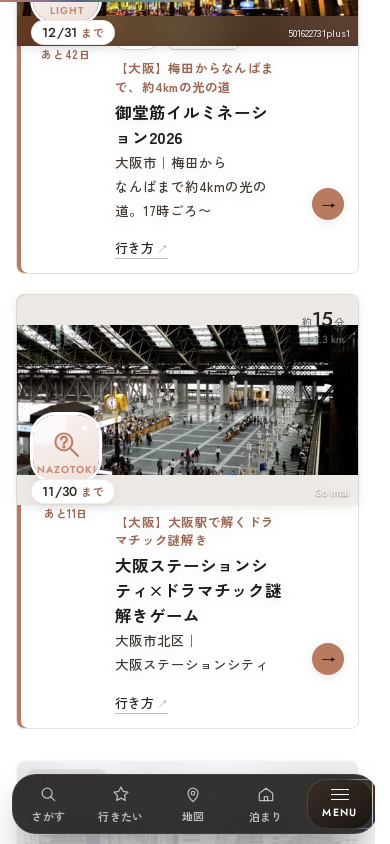 LIGHT
12/31 まで
あと42日
501622731plus1
【大阪】梅田からなんばま
で、約4kmの光の道
御堂筋イルミネーシ
ョン2026
大阪市｜梅田から
なんばまで約4kmの光の
道。17時ごろ〜
→
行き方 ↗
約15分
NAZOTOKI
11/30 まで
あと11日
Go Imai
【大阪】大阪駅で解くドラ
マチック謎解き
大阪ステーションシ
ティ×ドラマチック謎
解きゲーム
大阪市北区｜
大阪ステーションシティ
→
行き方 ↗
さがす
行きたい
地図
泊まり
MENU